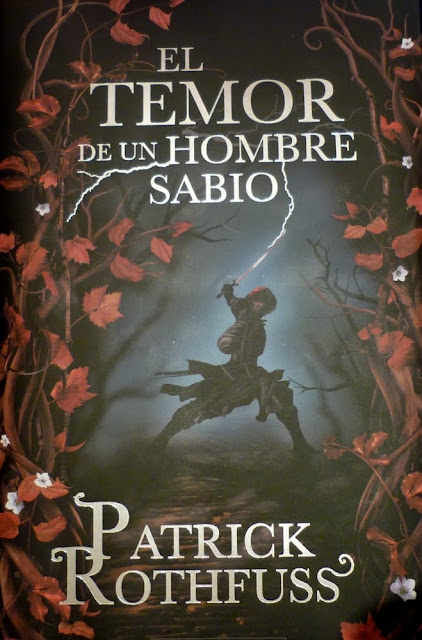 EL
TEMOR
DE UN HOMBRE
SABIO
PATRICK
ROTHFUSS